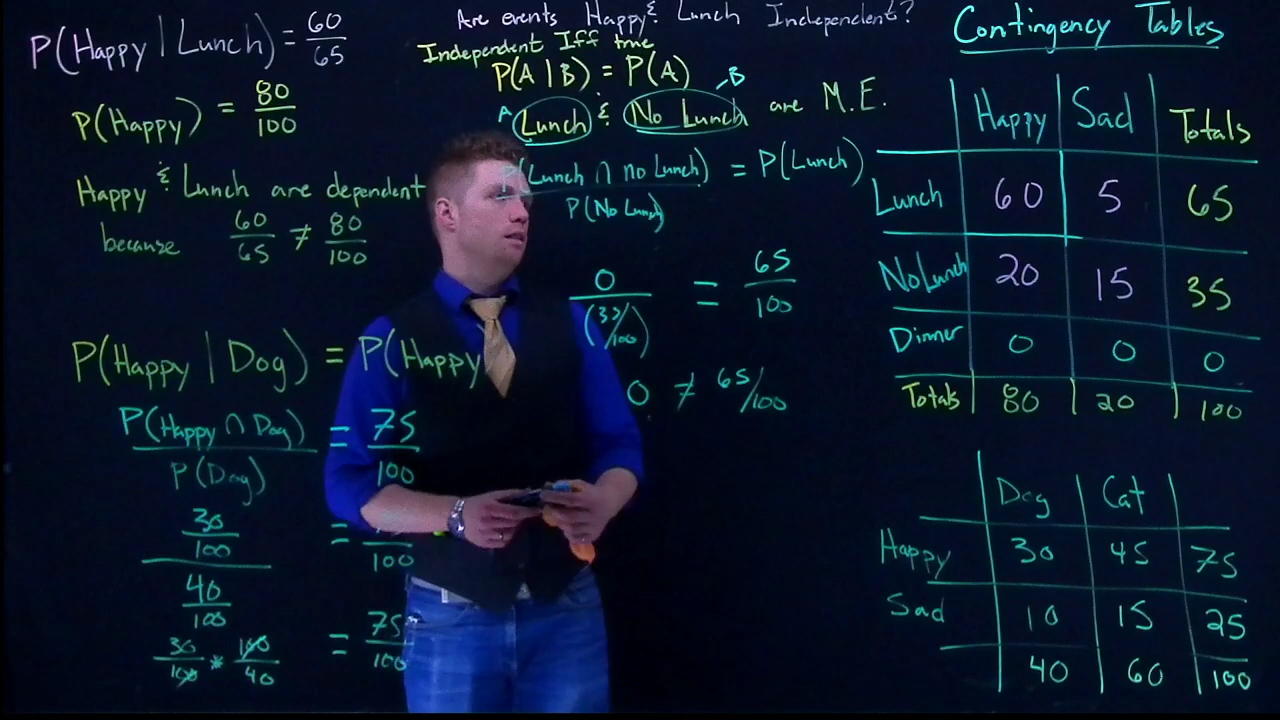 P(Happy | Lunch) = 60/65
P(Happy) = 80/100
Happy & Lunch are dependent
because 60/65 ≠ 80/100
P(Happy | Dog) = P(Happy
P(Happy ∩ Dog) / P(Dog) = 75/100
30/100 / 40/100 = /100
30/100 * 100/40 = 75/100
Are events Happy & Lunch Independent?
Independent Iff true
P(A | B) = P(A)
A Lunch & No Lunch B are M.E.
P(Lunch ∩ no Lunch) / P(No Lunch) = P(Lunch)
0 / (35/100) = 65/100
0 ≠ 65/100
Contingency Tables
Happy Sad Totals
Lunch 60 5 65
No Lunch 20 15 35
Dinner 0 0 0
Totals 80 20 100
Dog Cat
Happy 30 45 75
Sad 10 15 25
40 60 100